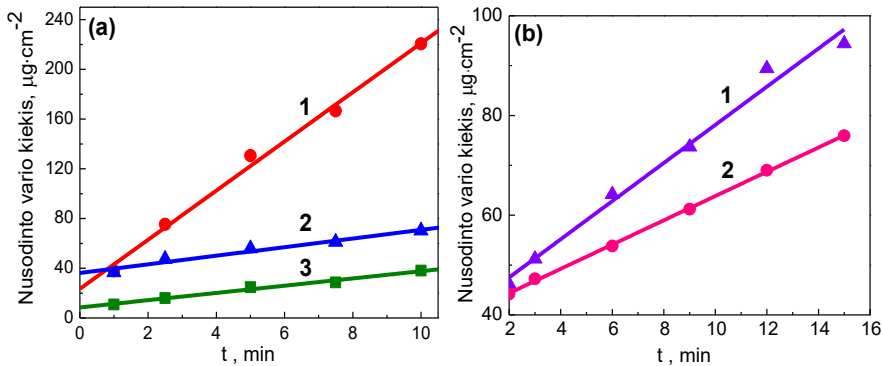 (a)
Nusodinto vario kiekis, μg·cm⁻²
240
200
160
120
80
40
0
1
2
3
0 2 4 6 8 10
t , min
(b)
Nusodinto vario kiekis, μg·cm⁻²
100
80
60
40
1
2
2 4 6 8 10 12 14 16
t , min